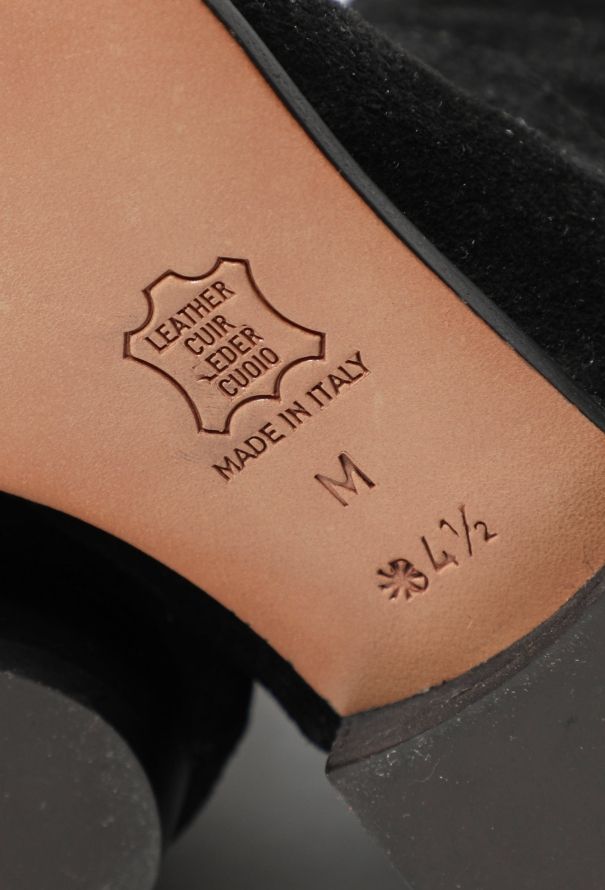 LEATHER
CUIR
LEDER
CUOIO
MADE IN ITALY
M
4½